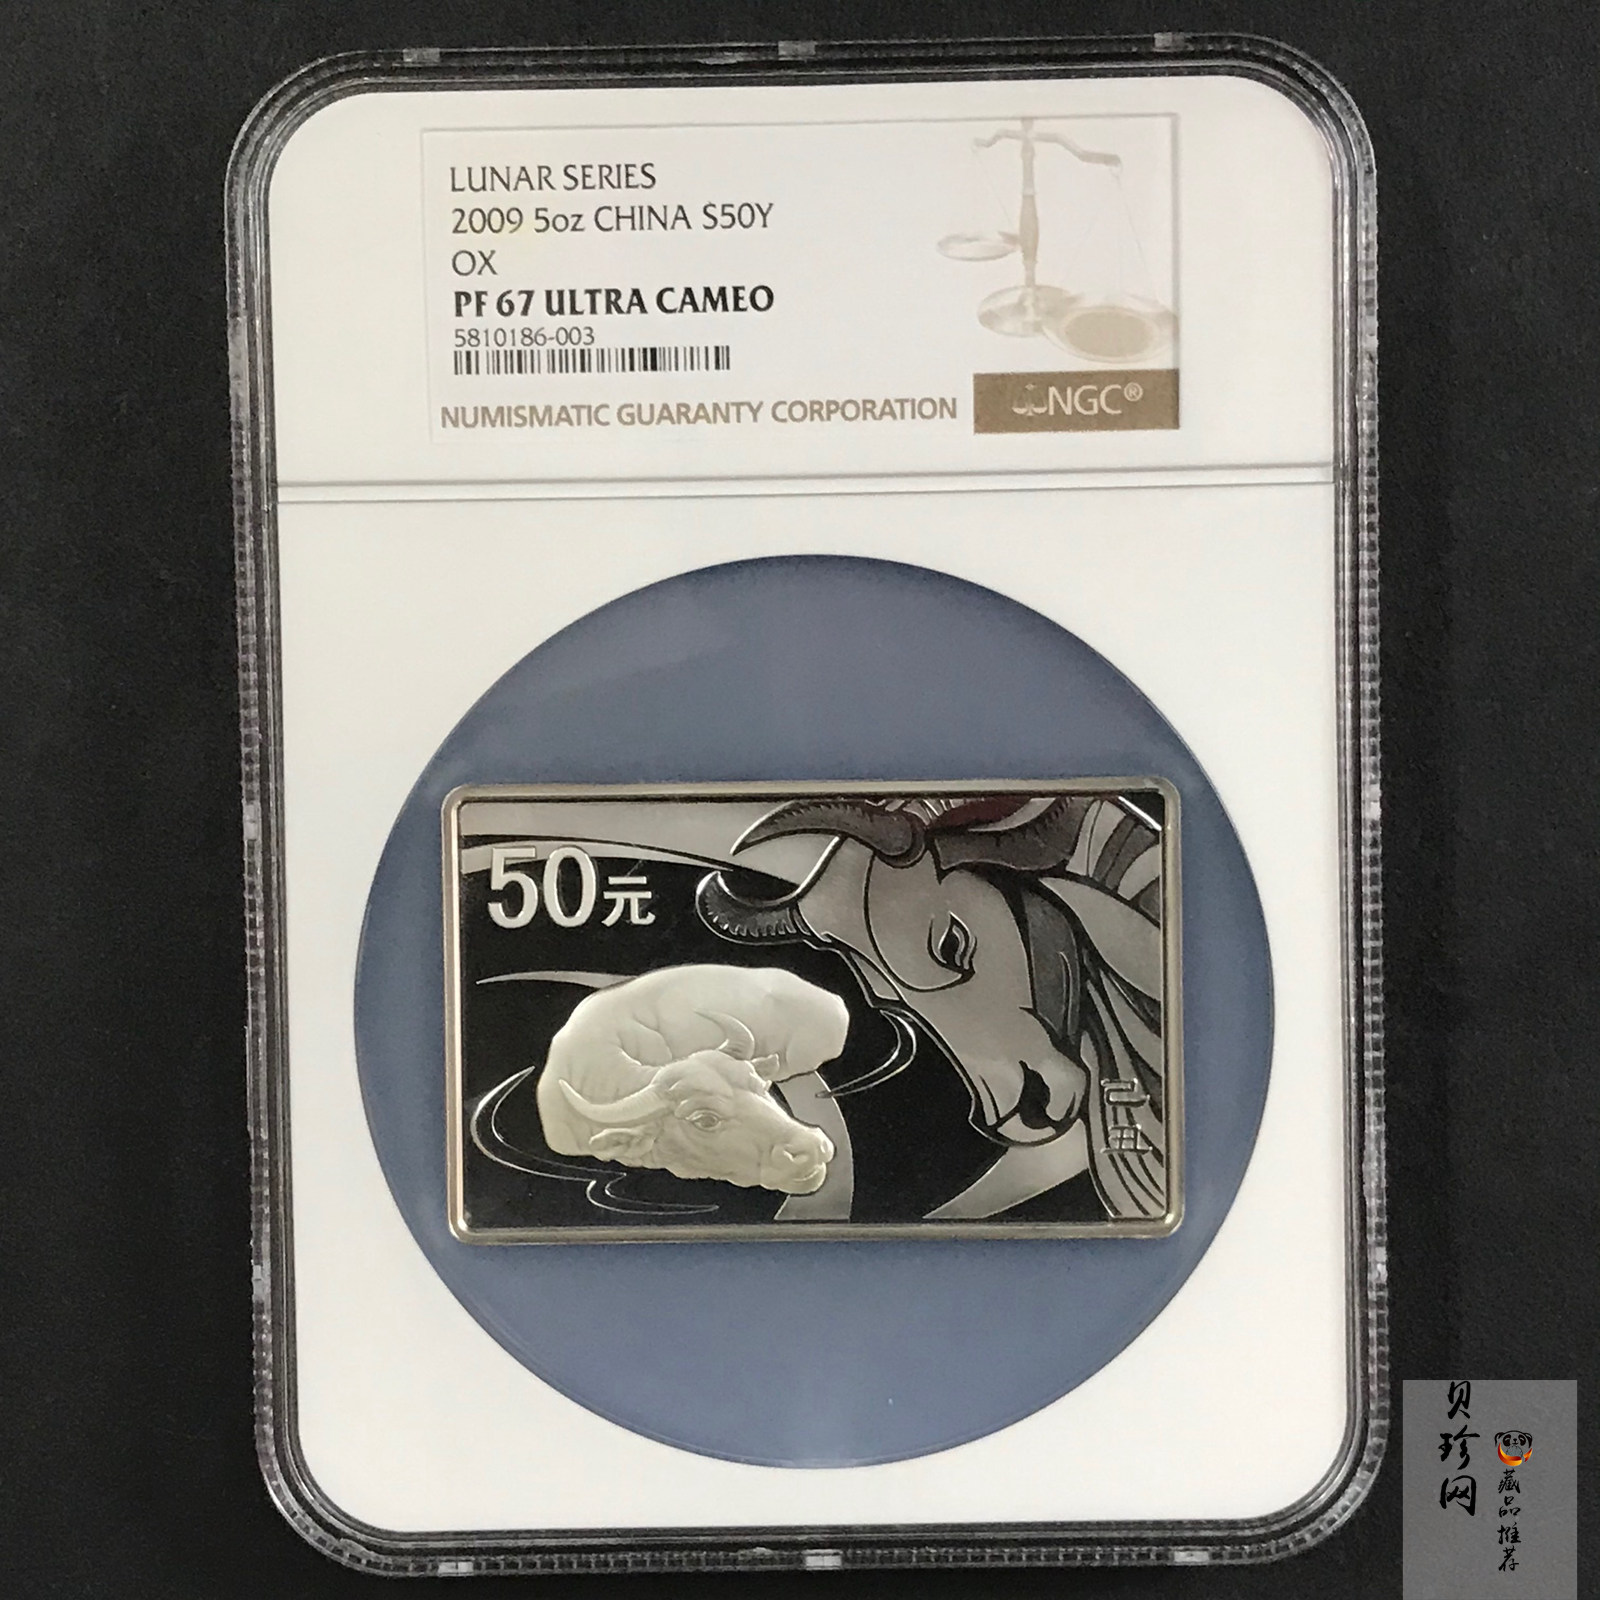 LUNAR SERIES
2009 5oz CHINA S50Y
OX
PF 67 ULTRA CAMEO
5810186-003
NUMISMATIC GUARANTY CORPORATION
NGC®
50元
己丑
贝珍网
藏品推荐